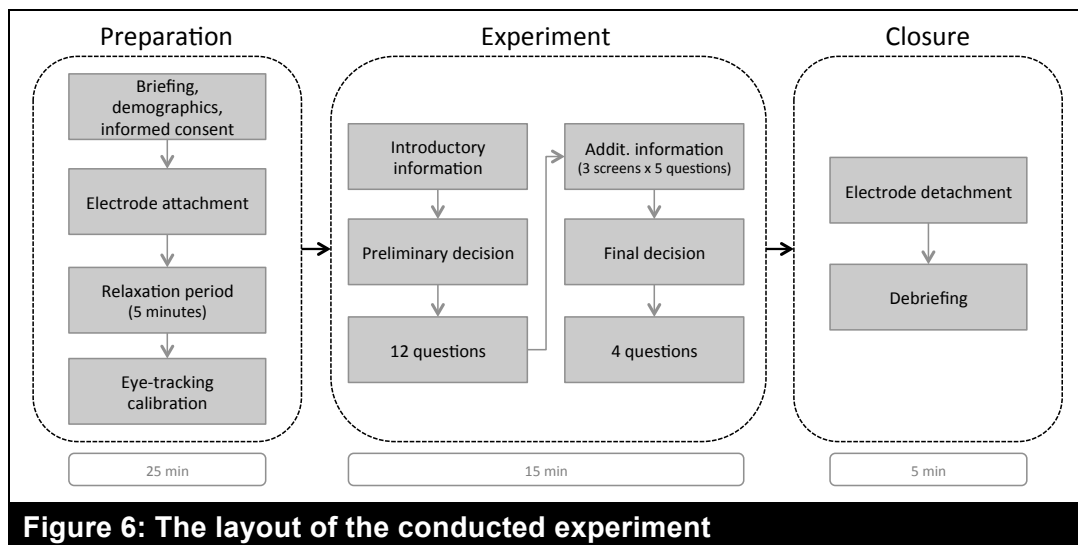 Preparation
Briefing,
demographics,
informed consent
Electrode attachment
Relaxation period
(5 minutes)
Eye-tracking
calibration
25 min
Experiment
Introductory
information
Preliminary decision
12 questions
Addit. information
(3 screens x 5 questions)
Final decision
4 questions
15 min
Closure
Electrode detachment
Debriefing
5 min
Figure 6: The layout of the conducted experiment